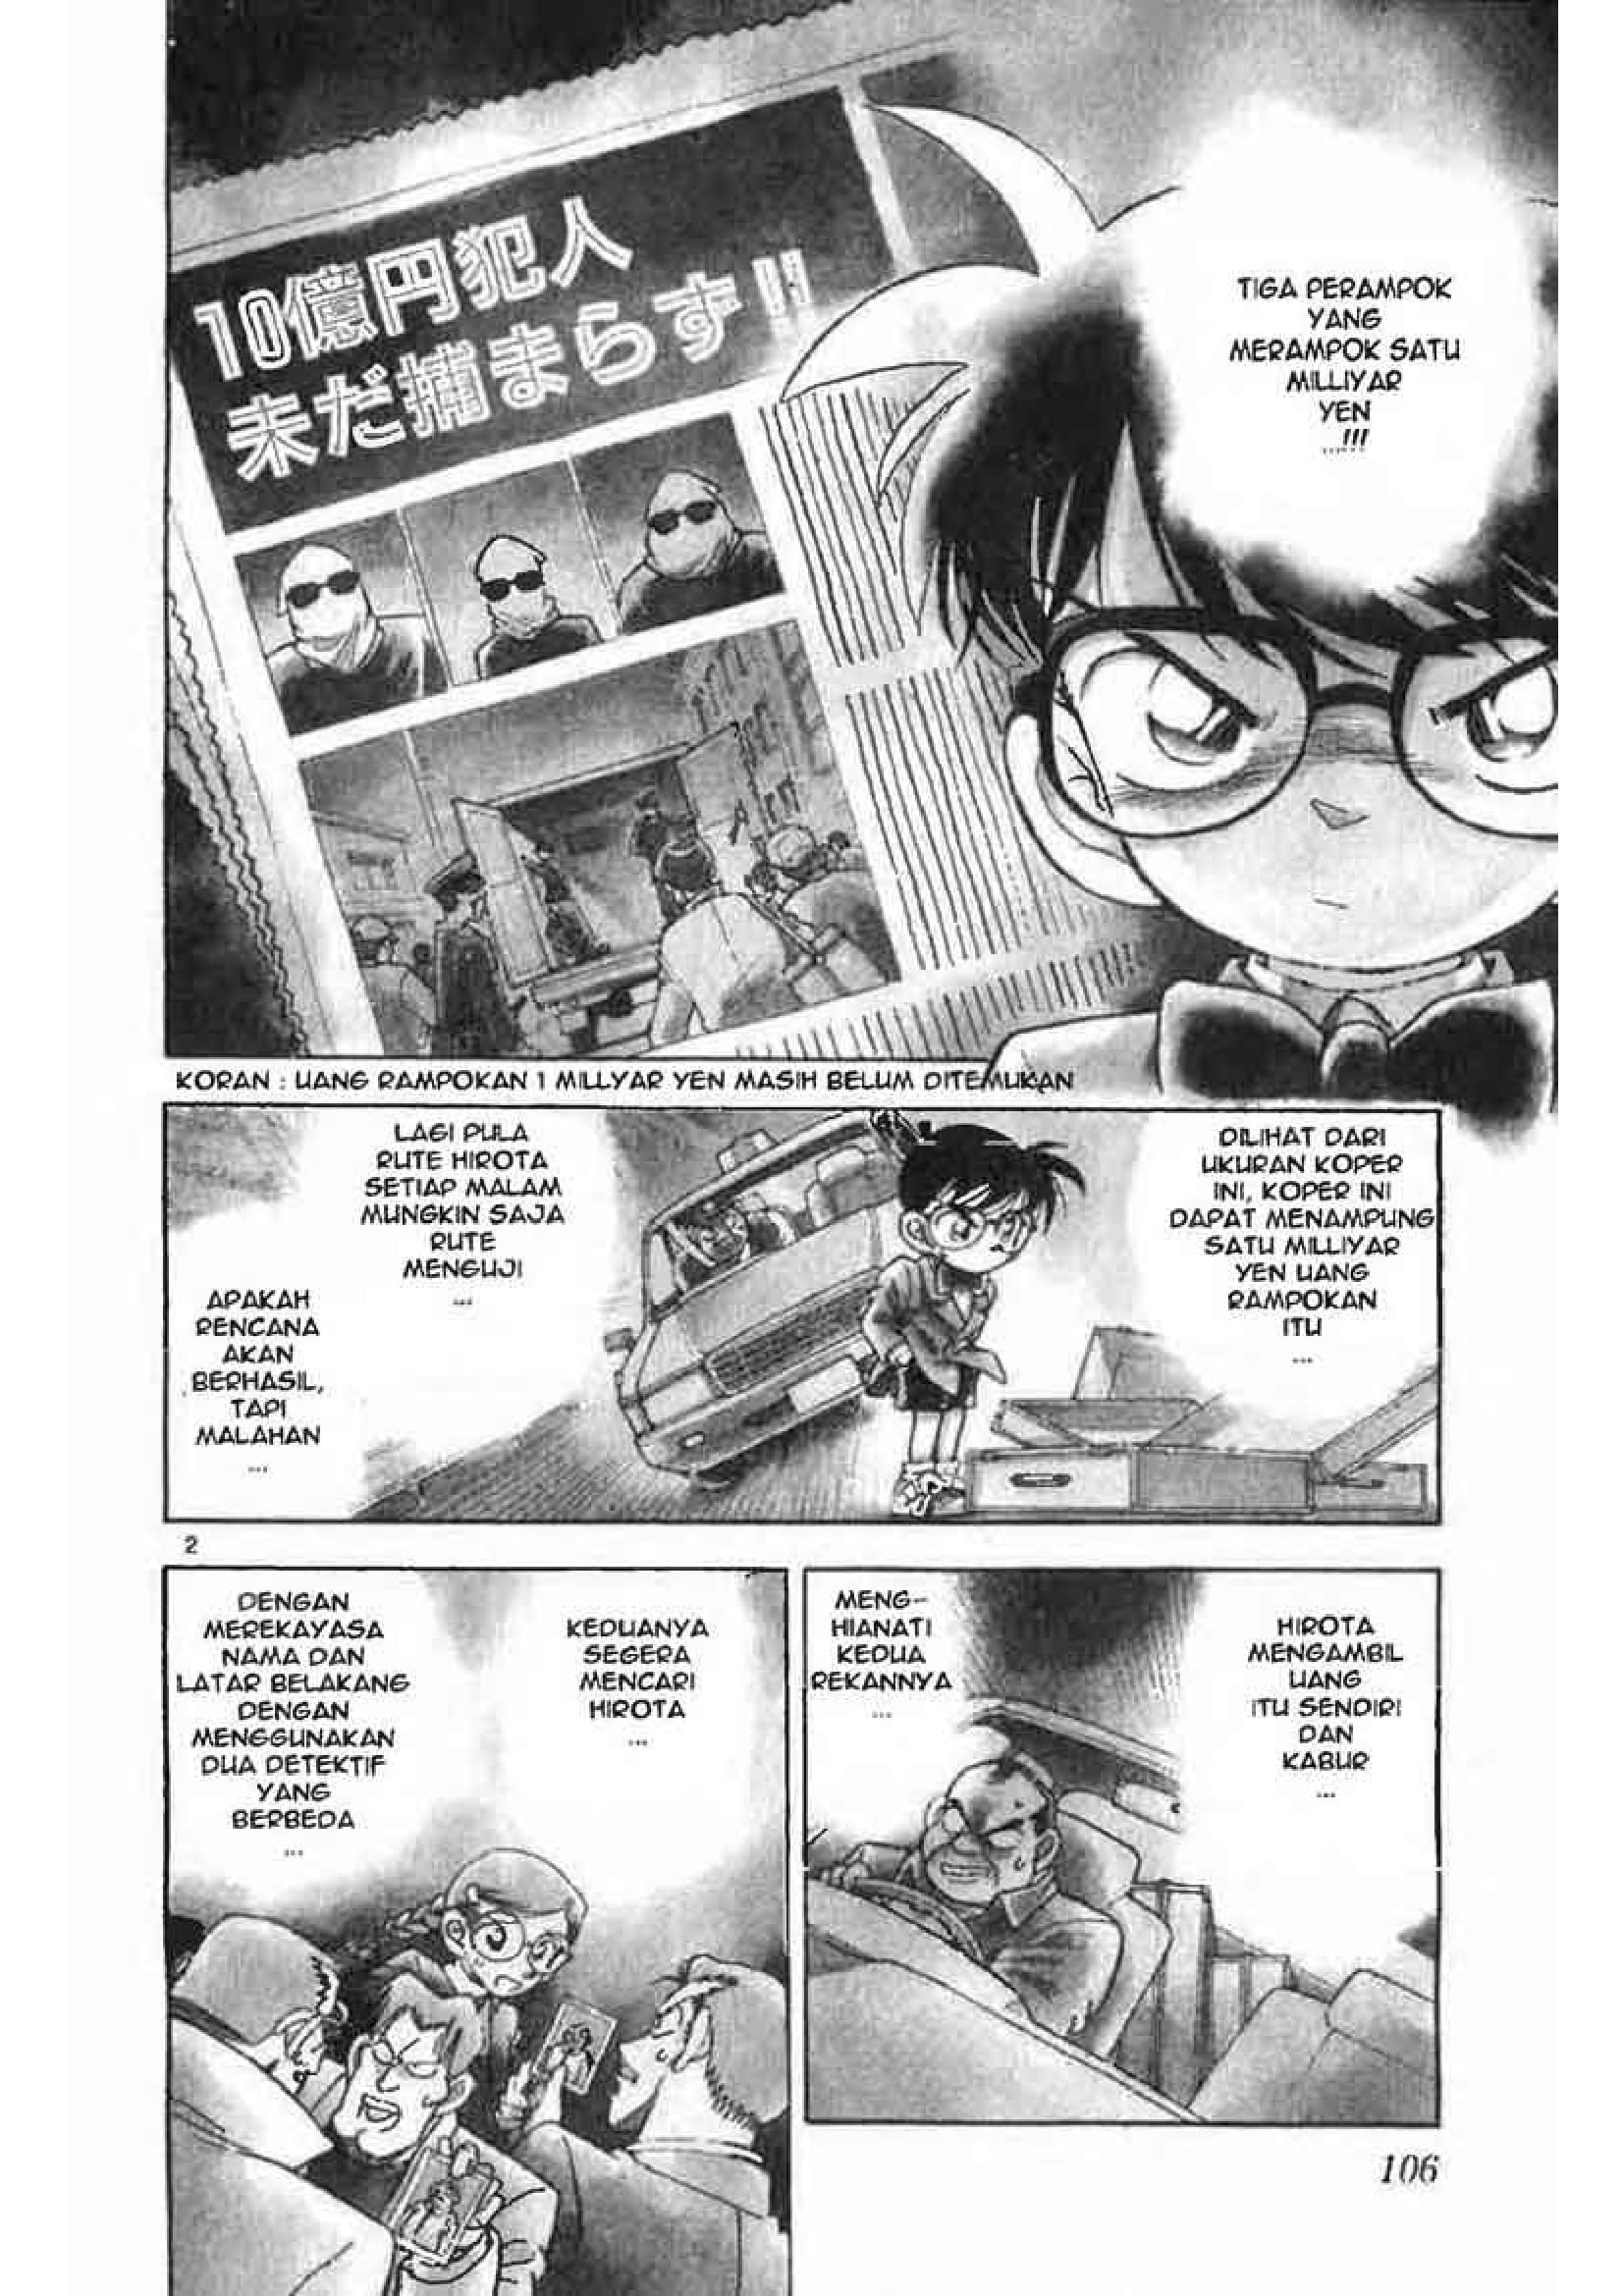 10億円犯人
未だ捕まらず!!
TIGA PERAMPOK
YANG
MERAMPOK SATU
MILLIYAR
YEN
...!!!
KORAN : UANG RAMPOKAN 1 MILLYAR YEN MASIH BELUM DITEMUKAN
DILIHAT DARI
UKURAN KOPER
INI, KOPER INI
DAPAT MENAMPUNG
SATU MILLIYAR
YEN UANG
RAMPOKAN
ITU
...
LAGI PULA
RUTE HIROTA
SETIAP MALAM
MUNGKIN SAJA
RUTE
MENGUJI
...
APAKAH
RENCANA
AKAN
BERHASIL,
TAPI
MALAHAN
...
2
HIROTA
MENGAMBIL
UANG
ITU SENDIRI
DAN
KABUR
...
MENG-
HIANATI
KEDUA
REKANNYA
...
KEDUANYA
SEGERA
MENCARI
HIROTA
...
DENGAN
MEREKAYASA
NAMA DAN
LATAR BELAKANG
DENGAN
MENGGUNAKAN
DUA DETEKTIF
YANG
BERBEDA
...
106